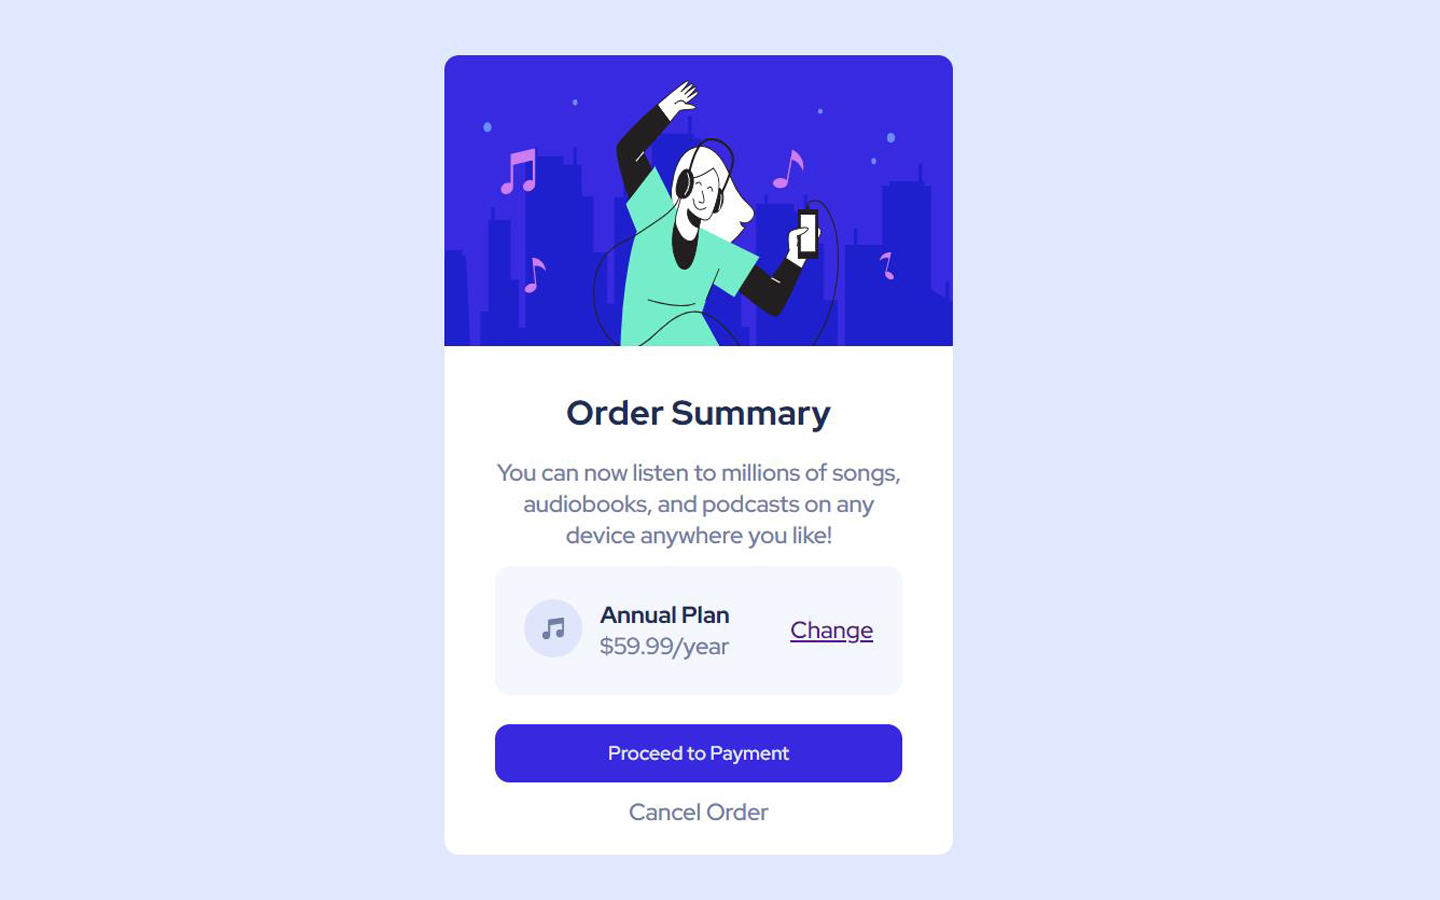 Order Summary
You can now listen to millions of songs,
audiobooks, and podcasts on any
device anywhere you like!
Annual Plan
$59.99/year
Change
Proceed to Payment
Cancel Order